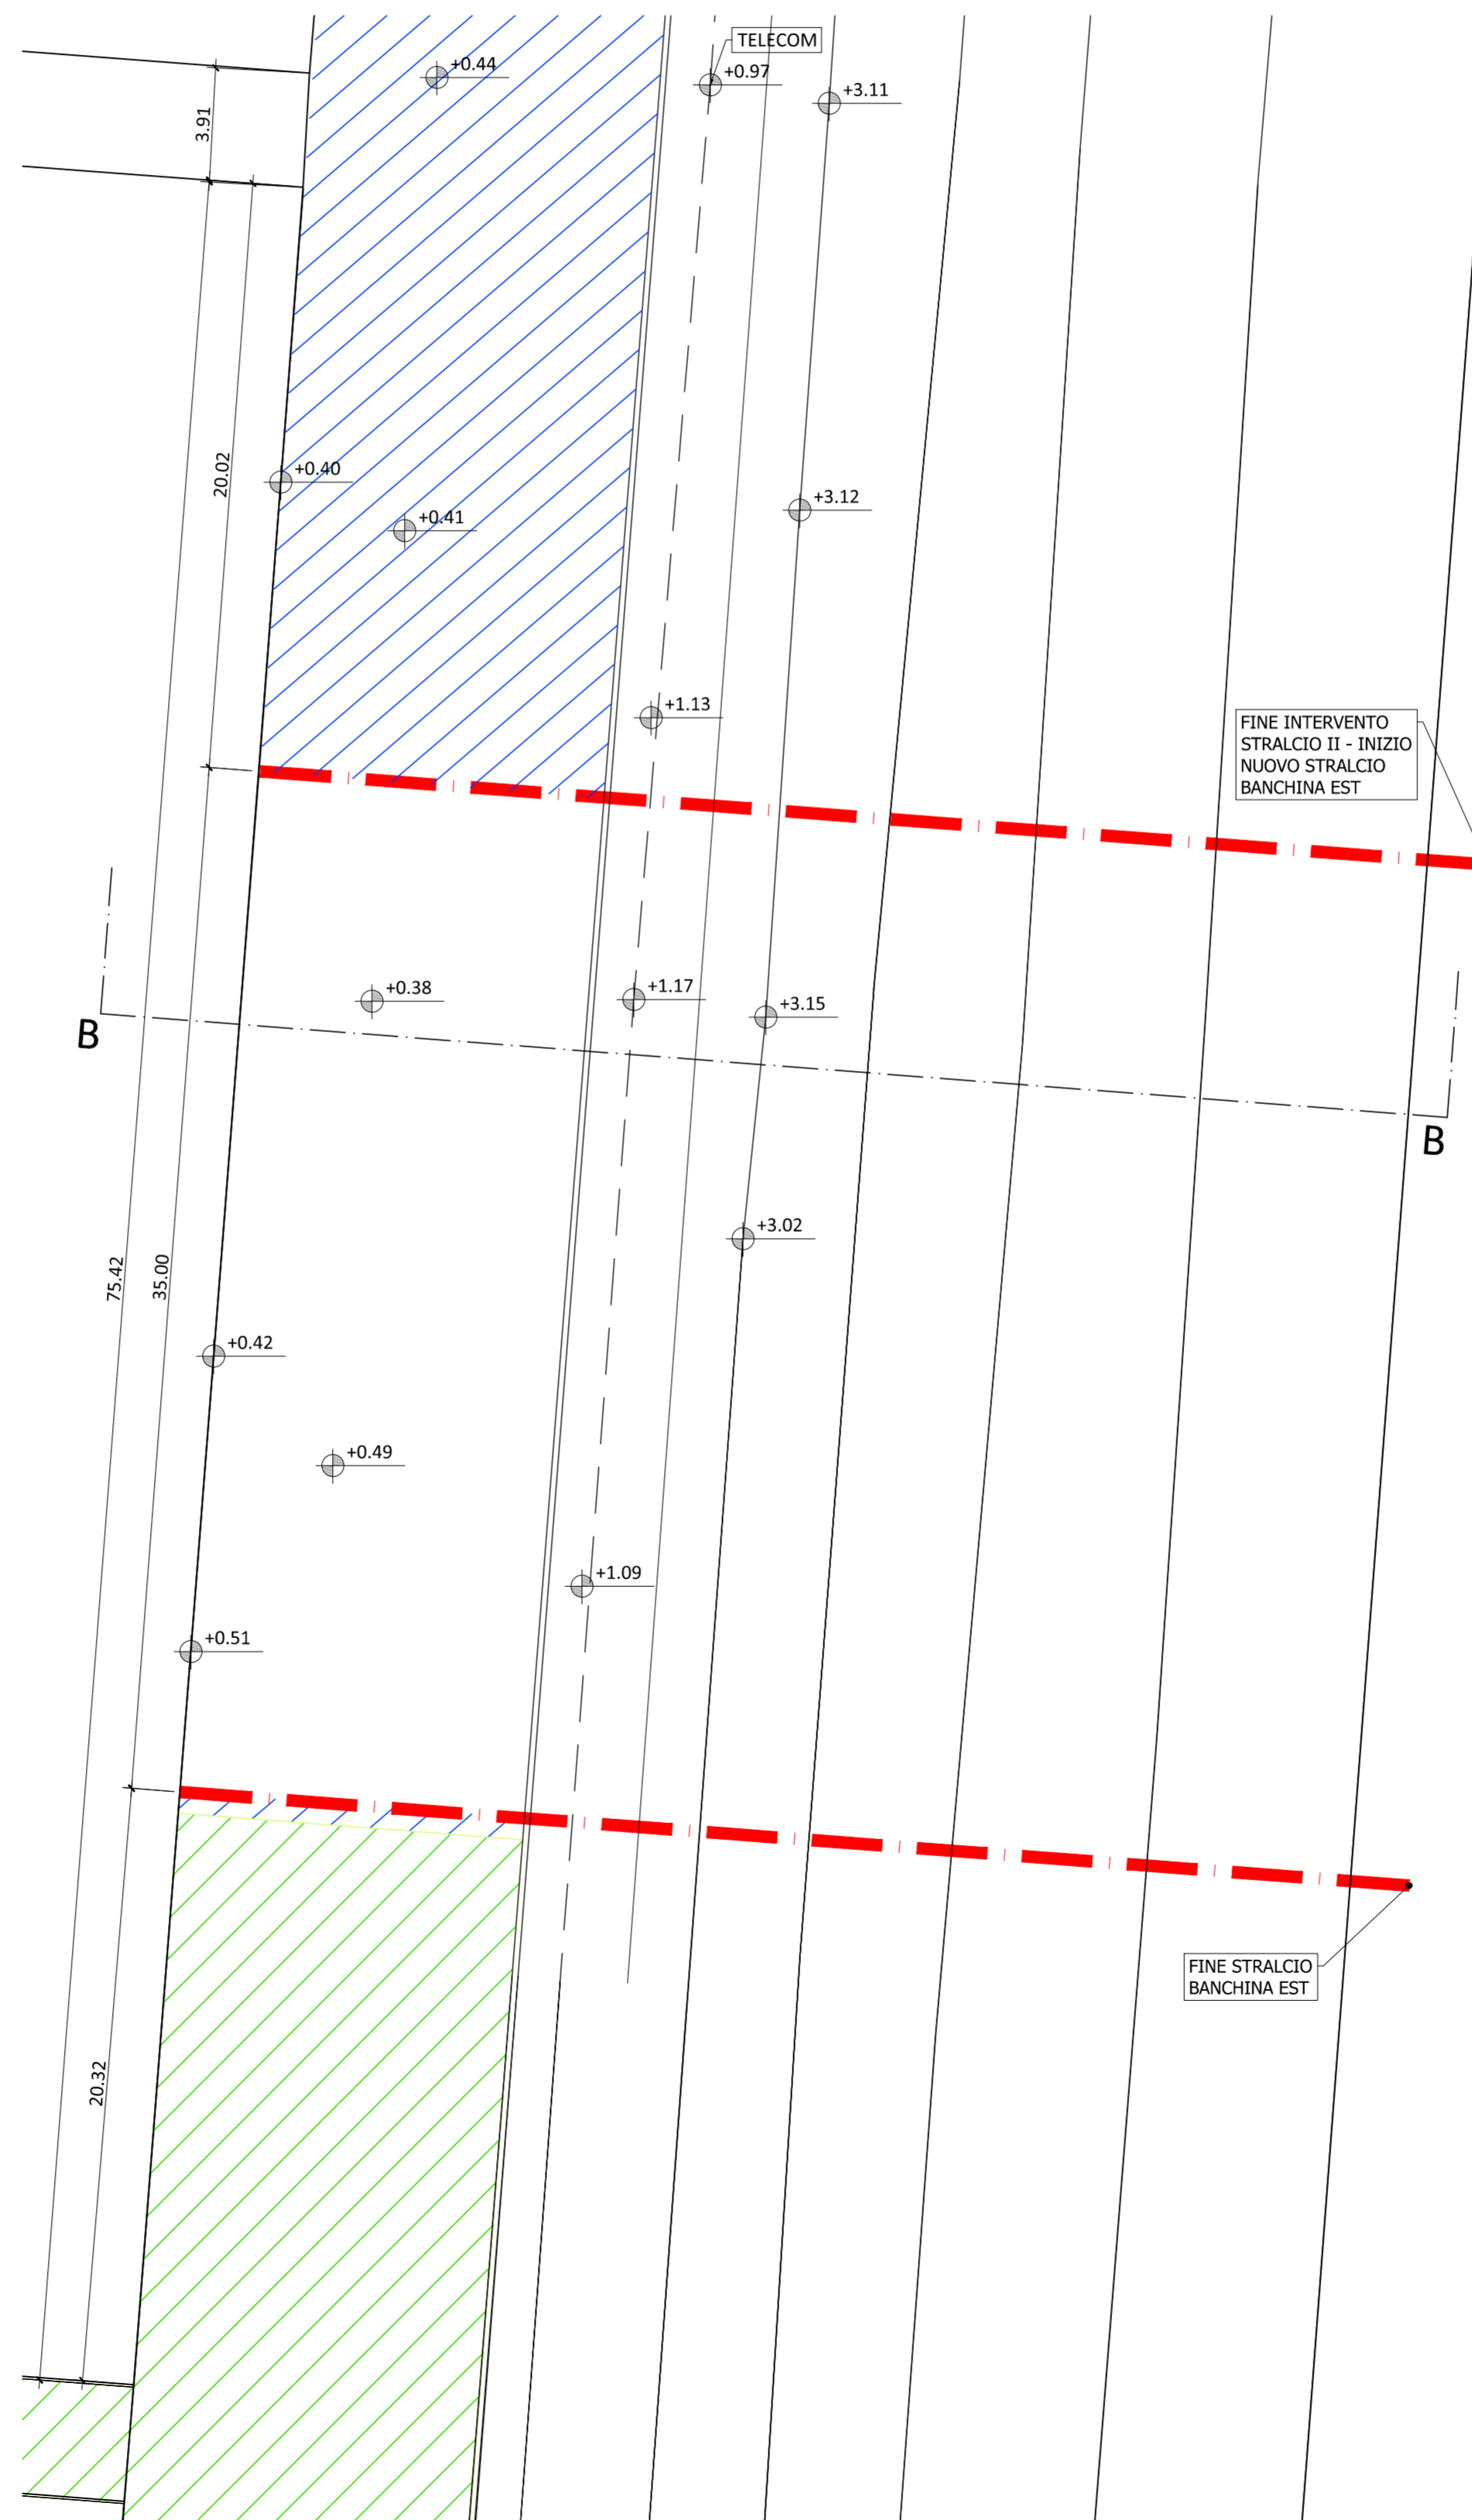 TELECOM
+0.44
+0.97
+3.11
3.91
20.02
+0.40
+3.12
+0.41
+1.13
FINE INTERVENTO
STRALCIO II - INIZIO
NUOVO STRALCIO
BANCHINA EST
+0.38
+1.17
+3.15
B
B
+3.02
75.42
35.00
+0.42
+0.49
+1.09
+0.51
FINE STRALCIO
BANCHINA EST
20.32